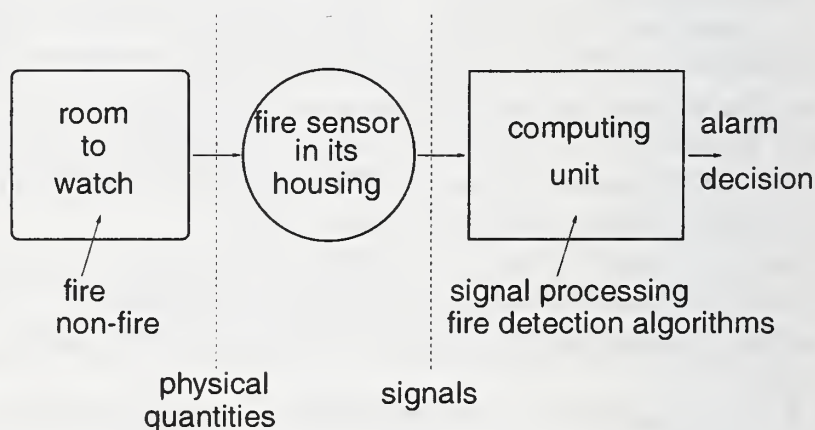 room
to
watch
fire sensor
in its
housing
computing
unit
alarm
decision
fire
non-fire
signal processing
fire detection algorithms
physical
quantities
signals